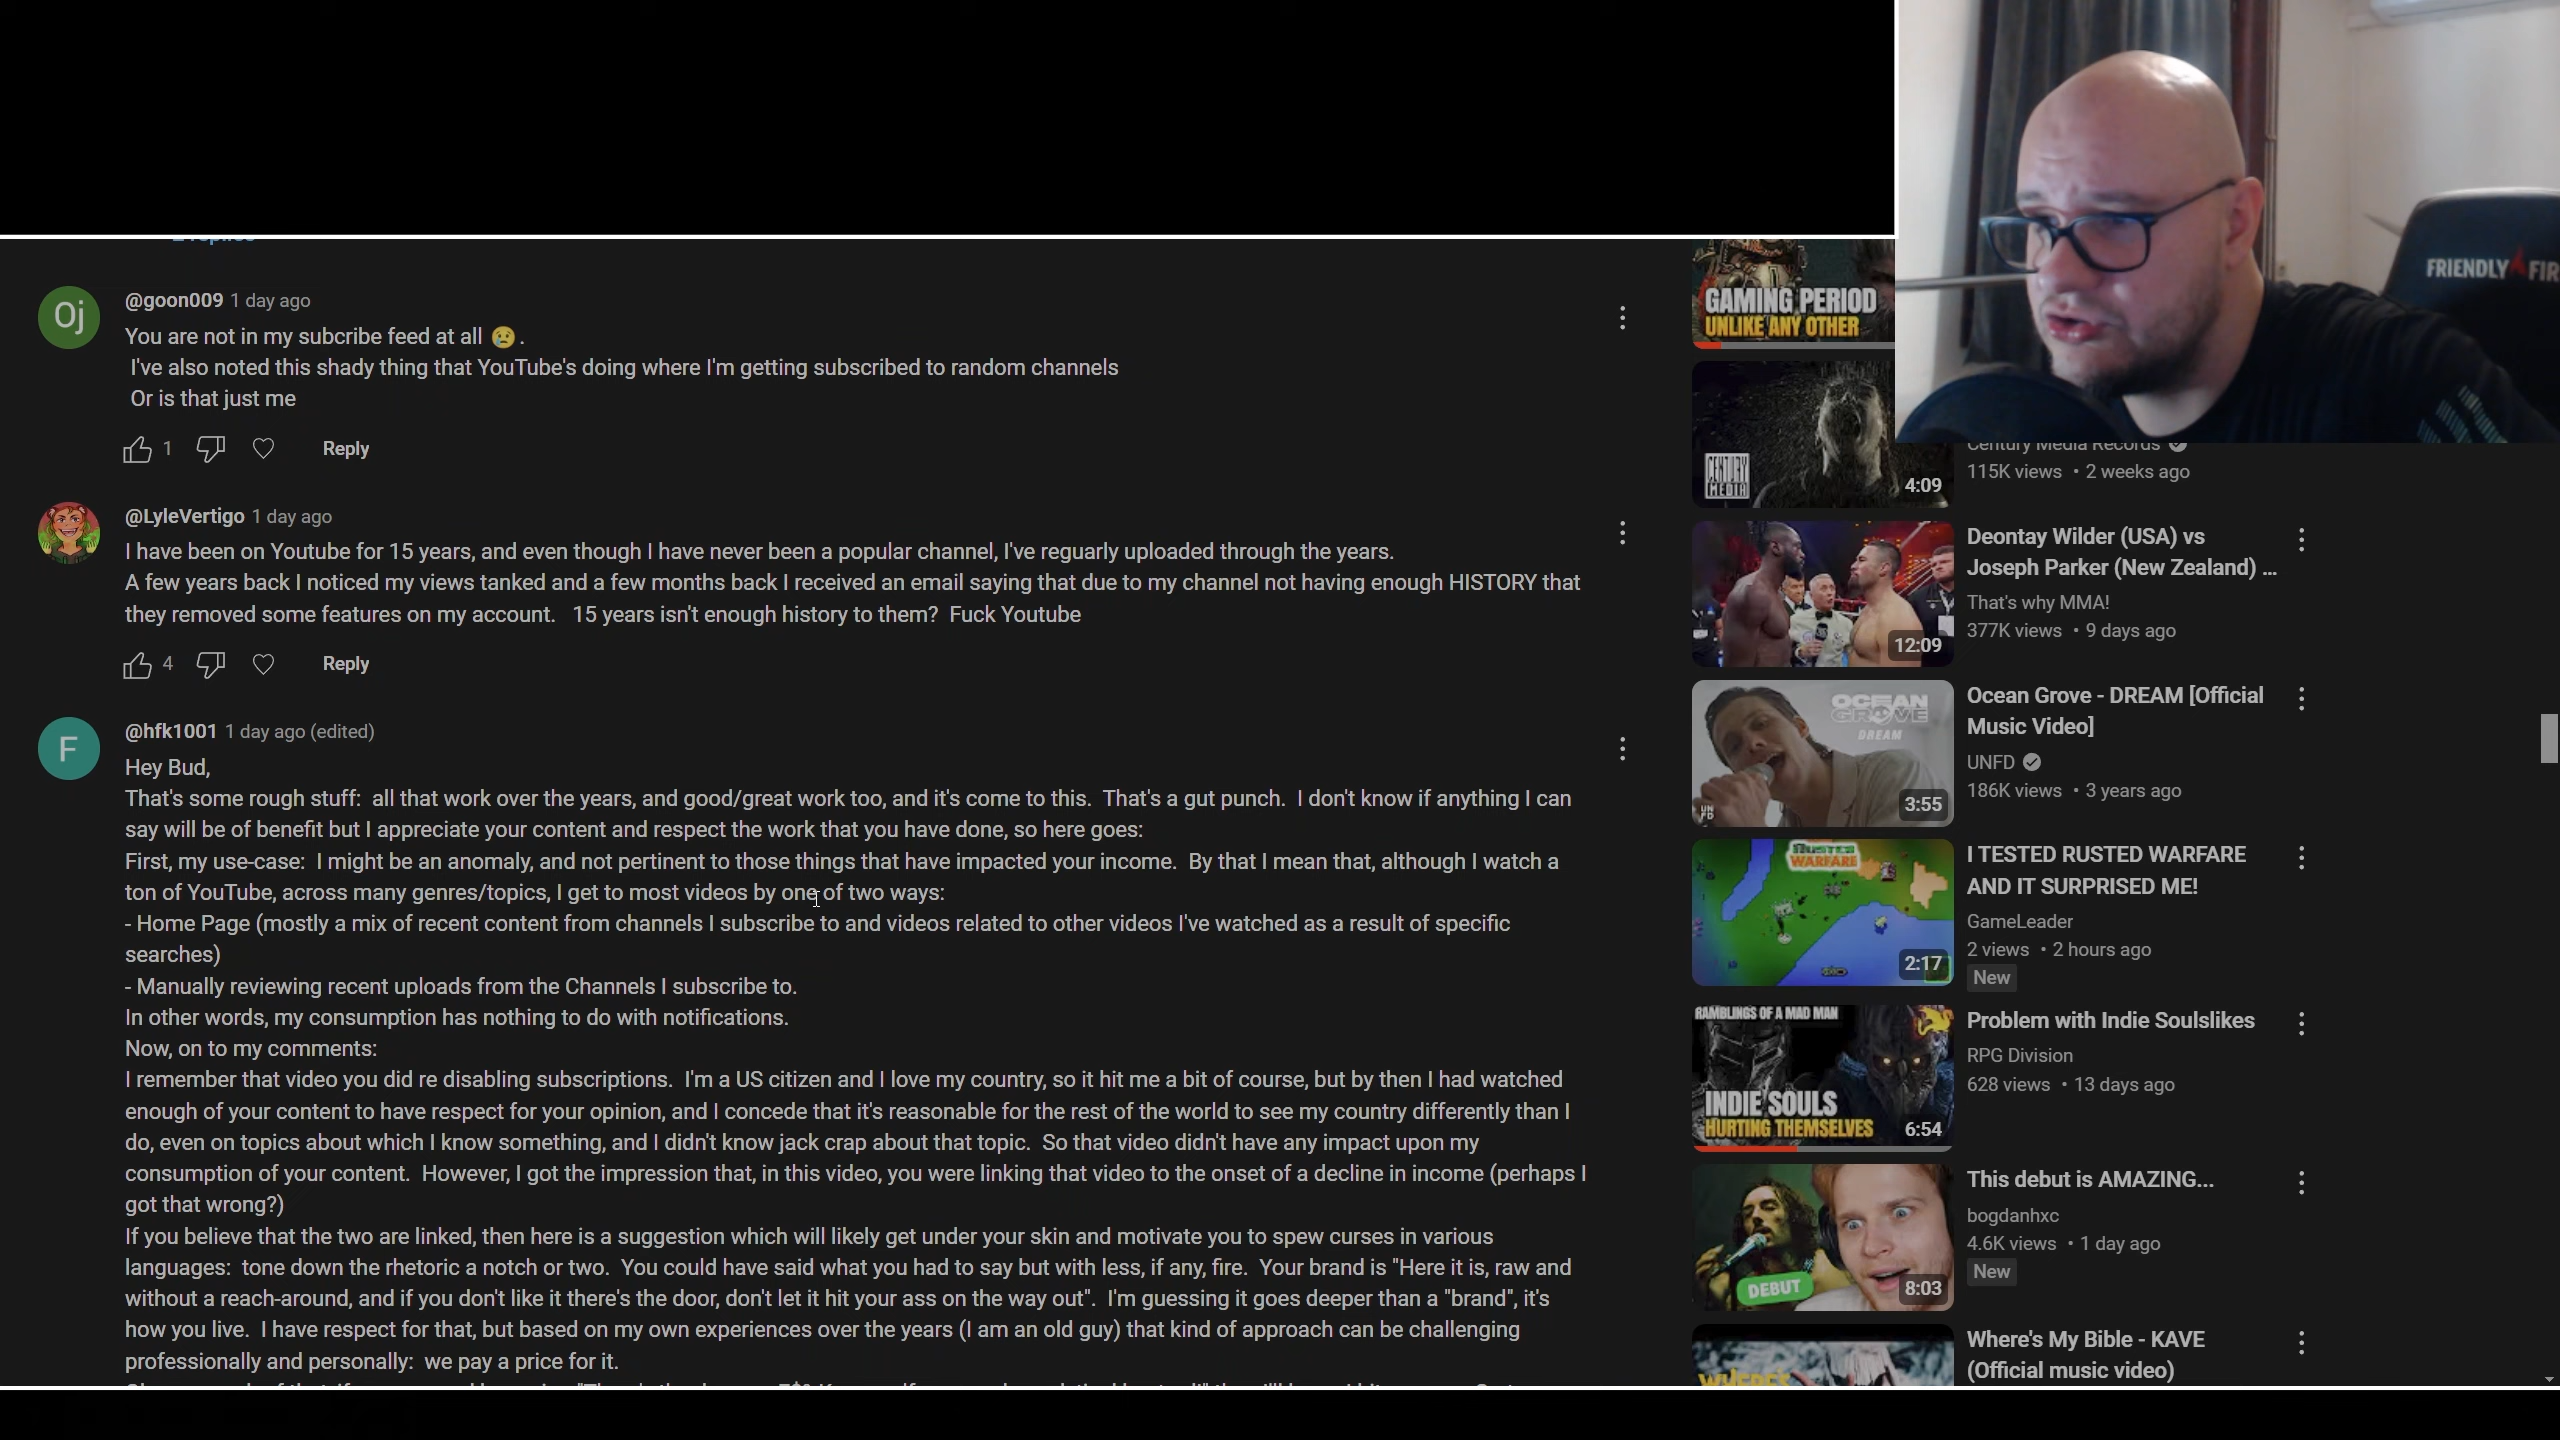 Oj
@goon009 1 day ago
You are not in my subcribe feed at all 😢.
I've also noted this shady thing that YouTube's doing where I'm getting subscribed to random channels
Or is that just me
1 Reply
@LyleVertigo 1 day ago
I have been on Youtube for 15 years, and even though I have never been a popular channel, I've reguarly uploaded through the years.
A few years back I noticed my views tanked and a few months back I received an email saying that due to my channel not having enough HISTORY that
they removed some features on my account. 15 years isn't enough history to them? Fuck Youtube
4 Reply
F
@hfk1001 1 day ago (edited)
Hey Bud,
That's some rough stuff: all that work over the years, and good/great work too, and it's come to this. That's a gut punch. I don't know if anything I can
say will be of benefit but I appreciate your content and respect the work that you have done, so here goes:
First, my use-case: I might be an anomaly, and not pertinent to those things that have impacted your income. By that I mean that, although I watch a
ton of YouTube, across many genres/topics, I get to most videos by one of two ways:
- Home Page (mostly a mix of recent content from channels I subscribe to and videos related to other videos I've watched as a result of specific
searches)
- Manually reviewing recent uploads from the Channels I subscribe to.
In other words, my consumption has nothing to do with notifications.
Now, on to my comments:
I remember that video you did re disabling subscriptions. I'm a US citizen and I love my country, so it hit me a bit of course, but by then I had watched
enough of your content to have respect for your opinion, and I concede that it's reasonable for the rest of the world to see my country differently than I
do, even on topics about which I know something, and I didn't know jack crap about that topic. So that video didn't have any impact upon my
consumption of your content. However, I got the impression that, in this video, you were linking that video to the onset of a decline in income (perhaps I
got that wrong?)
If you believe that the two are linked, then here is a suggestion which will likely get under your skin and motivate you to spew curses in various
languages: tone down the rhetoric a notch or two. You could have said what you had to say but with less, if any, fire. Your brand is "Here it is, raw and
without a reach-around, and if you don't like it there's the door, don't let it hit your ass on the way out". I'm guessing it goes deeper than a "brand", it's
how you live. I have respect for that, but based on my own experiences over the years (I am an old guy) that kind of approach can be challenging
professionally and personally: we pay a price for it.
GAMING PERIOD
UNLIKE ANY OTHER
CENTURY
MEDIA
4:09
Century Media Records
115K views • 2 weeks ago
FRIENDLY FIR
12:09
Deontay Wilder (USA) vs
Joseph Parker (New Zealand) ...
That's why MMA!
377K views • 9 days ago
OCEAN
GROVE
DREAM
UN
FD
3:55
Ocean Grove - DREAM [Official
Music Video]
UNFD
186K views • 3 years ago
RUSTED
WARFARE
2:17
I TESTED RUSTED WARFARE
AND IT SURPRISED ME!
GameLeader
2 views • 2 hours ago
New
RAMBLINGS OF A MAD MAN
INDIE SOULS
HURTING THEMSELVES
6:54
Problem with Indie Soulslikes
RPG Division
628 views • 13 days ago
DEBUT
8:03
This debut is AMAZING...
bogdanhxc
4.6K views • 1 day ago
New
WHERE'S
Where's My Bible - KAVE
(Official music video)